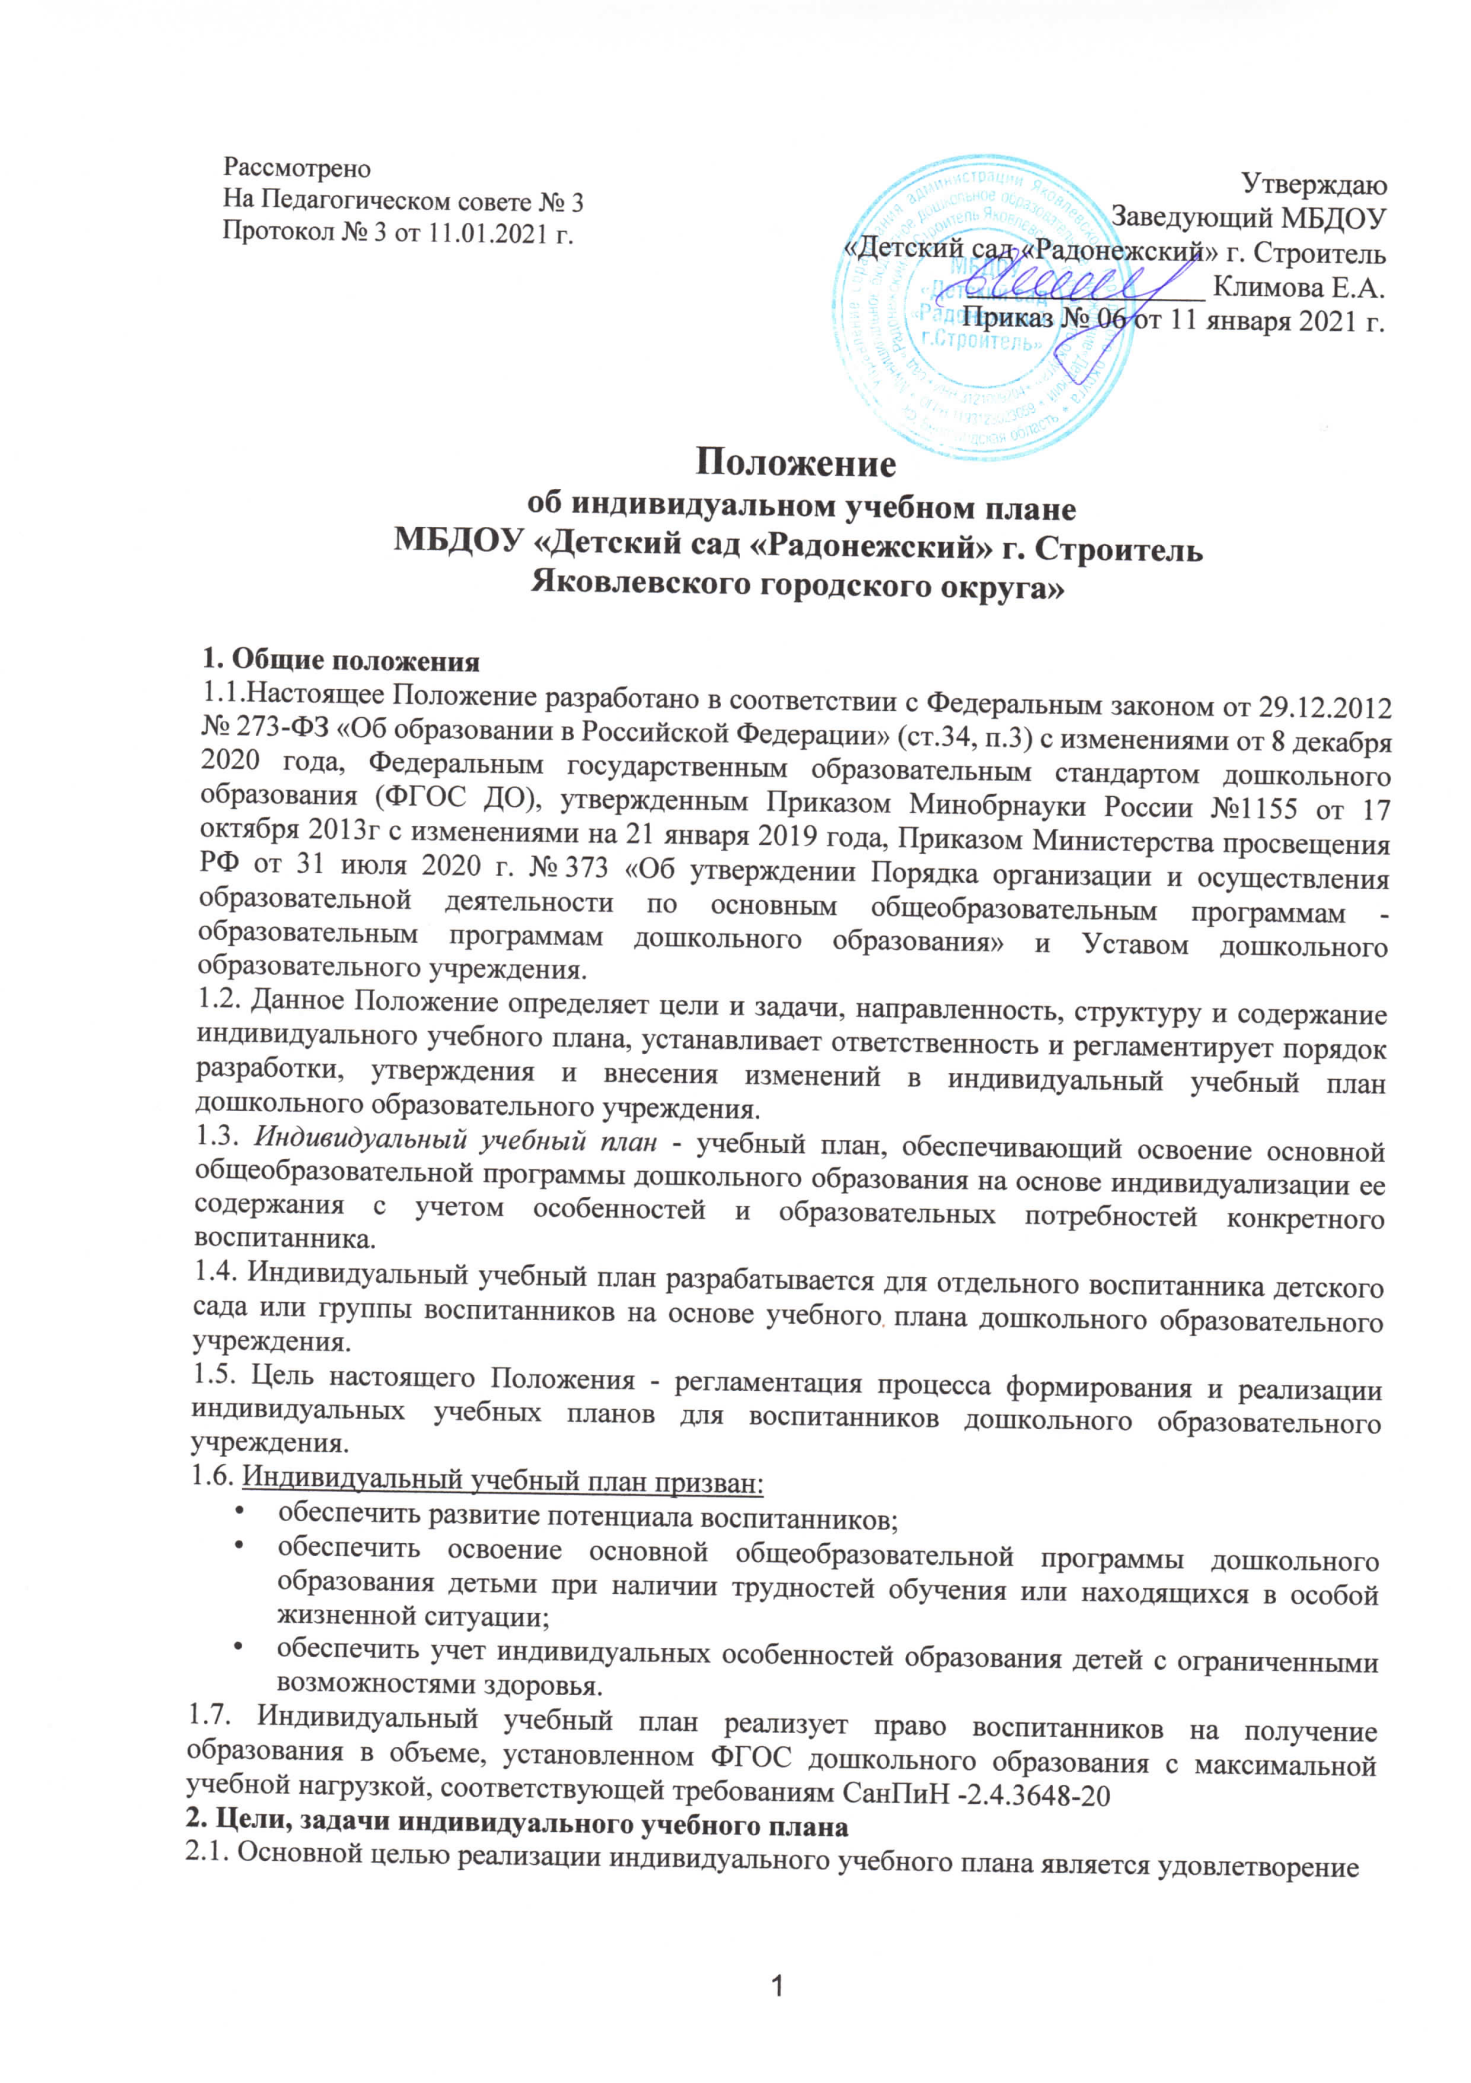 Рассмотрено
На Педагогическом совете № 3
Протокол № 3 от 11.01.2021 г.
Утверждаю
Заведующий МБДОУ
«Детский сад «Радонежский» г. Строитель
Климова Е.А.
Приказ № 06 от 11 января 2021 г.
МБДОУ
«Детский сад
«Радонежский»
г.Строитель»
Положение
об индивидуальном учебном плане
МБДОУ «Детский сад «Радонежский» г. Строитель
Яковлевского городского округа»
1. Общие положения
1.1.Настоящее Положение разработано в соответствии с Федеральным законом от 29.12.2012
№ 273-ФЗ «Об образовании в Российской Федерации» (ст.34, п.3) с изменениями от 8 декабря
2020 года, Федеральным государственным образовательным стандартом дошкольного
образования (ФГОС ДО), утвержденным Приказом Минобрнауки России №1155 от 17
октября 2013г с изменениями на 21 января 2019 года, Приказом Министерства просвещения
РФ от 31 июля 2020 г. № 373 «Об утверждении Порядка организации и осуществления
образовательной деятельности по основным общеобразовательным программам -
образовательным программам дошкольного образования» и Уставом дошкольного
образовательного учреждения.
1.2. Данное Положение определяет цели и задачи, направленность, структуру и содержание
индивидуального учебного плана, устанавливает ответственность и регламентирует порядок
разработки, утверждения и внесения изменений в индивидуальный учебный план
дошкольного образовательного учреждения.
1.3. Индивидуальный учебный план - учебный план, обеспечивающий освоение основной
общеобразовательной программы дошкольного образования на основе индивидуализации ее
содержания с учетом особенностей и образовательных потребностей конкретного
воспитанника.
1.4. Индивидуальный учебный план разрабатывается для отдельного воспитанника детского
сада или группы воспитанников на основе учебного плана дошкольного образовательного
учреждения.
1.5. Цель настоящего Положения - регламентация процесса формирования и реализации
индивидуальных учебных планов для воспитанников дошкольного образовательного
учреждения.
1.6. Индивидуальный учебный план призван:
• обеспечить развитие потенциала воспитанников;
• обеспечить освоение основной общеобразовательной программы дошкольного
образования детьми при наличии трудностей обучения или находящихся в особой
жизненной ситуации;
• обеспечить учет индивидуальных особенностей образования детей с ограниченными
возможностями здоровья.
1.7. Индивидуальный учебный план реализует право воспитанников на получение
образования в объеме, установленном ФГОС дошкольного образования с максимальной
учебной нагрузкой, соответствующей требованиям СанПиН -2.4.3648-20
2. Цели, задачи индивидуального учебного плана
2.1. Основной целью реализации индивидуального учебного плана является удовлетворение
1